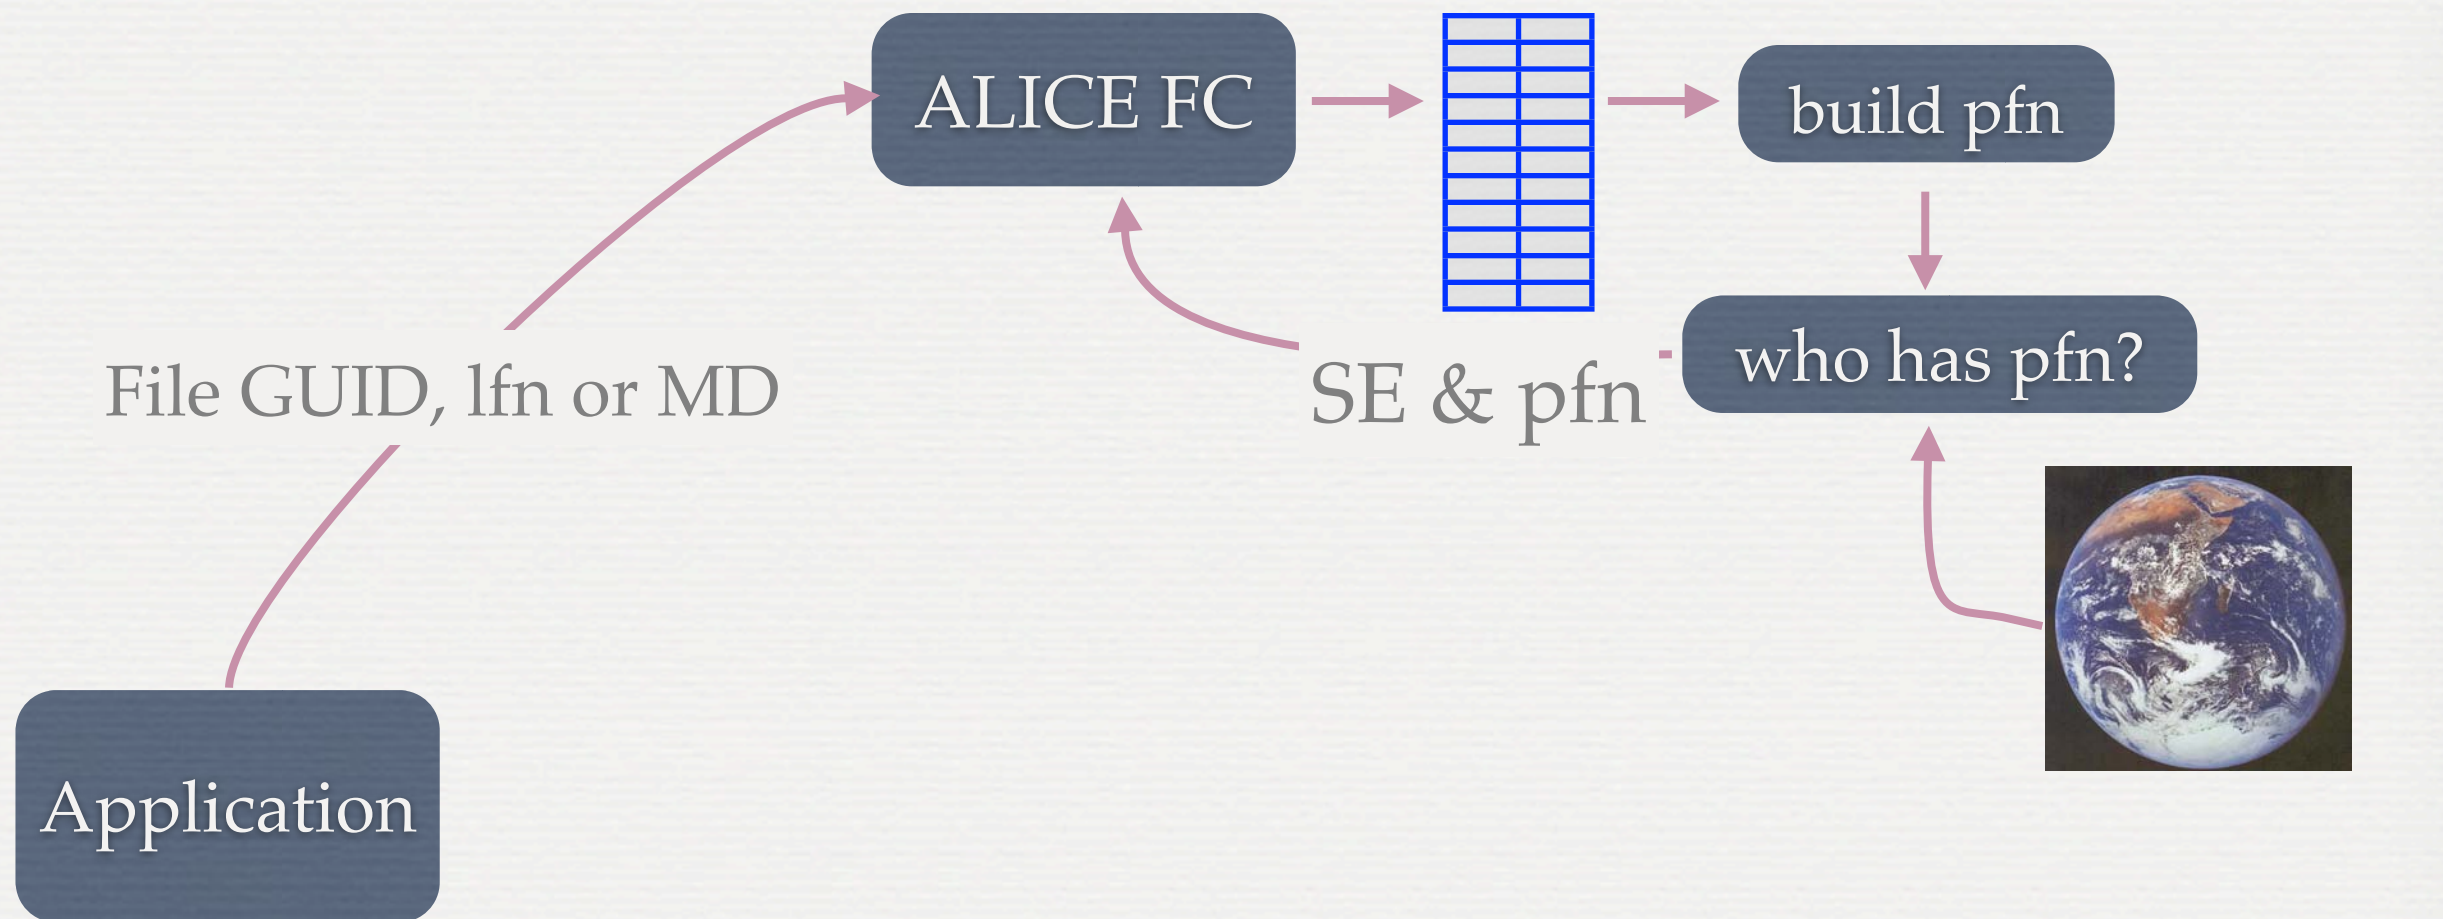 ALICE FC
build pfn
who has pfn?
File GUID, lfn or MD
SE & pfn
Application